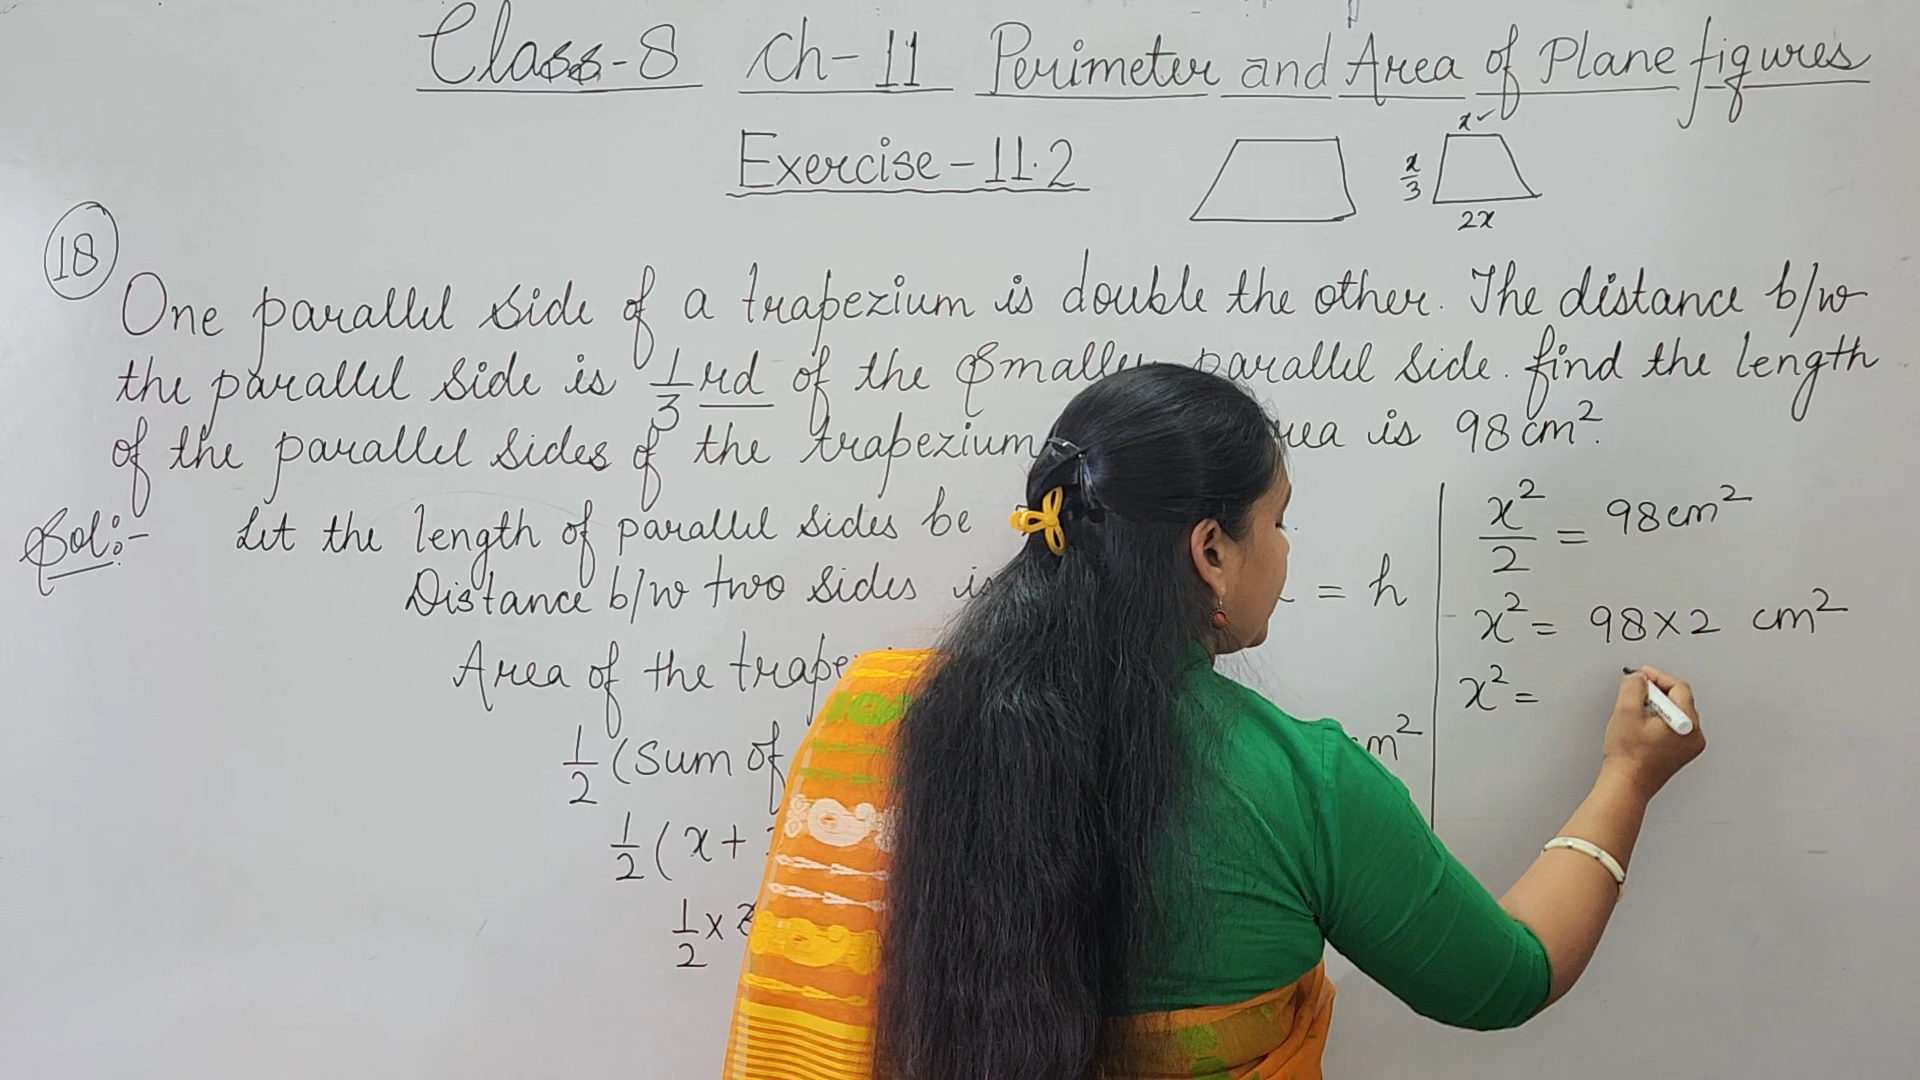 Class-8 Ch-11 Perimeter and Area of Plane figures
Exercise-11.2
x
x/3
2x
18
One parallel side of a trapezium is double the other. The distance b/w
the parallel side is 1/3 rd of the smaller parallel side. find the length
of the parallel sides of the trapezium is 98 cm².
Sol:- Let the length of parallel sides be
Distance b/w two sides = h
Area of the
1/2 (Sum of m²
1/2 (x+
1/2 ×
x²/2 = 98cm²
x² = 98×2 cm²
x² =